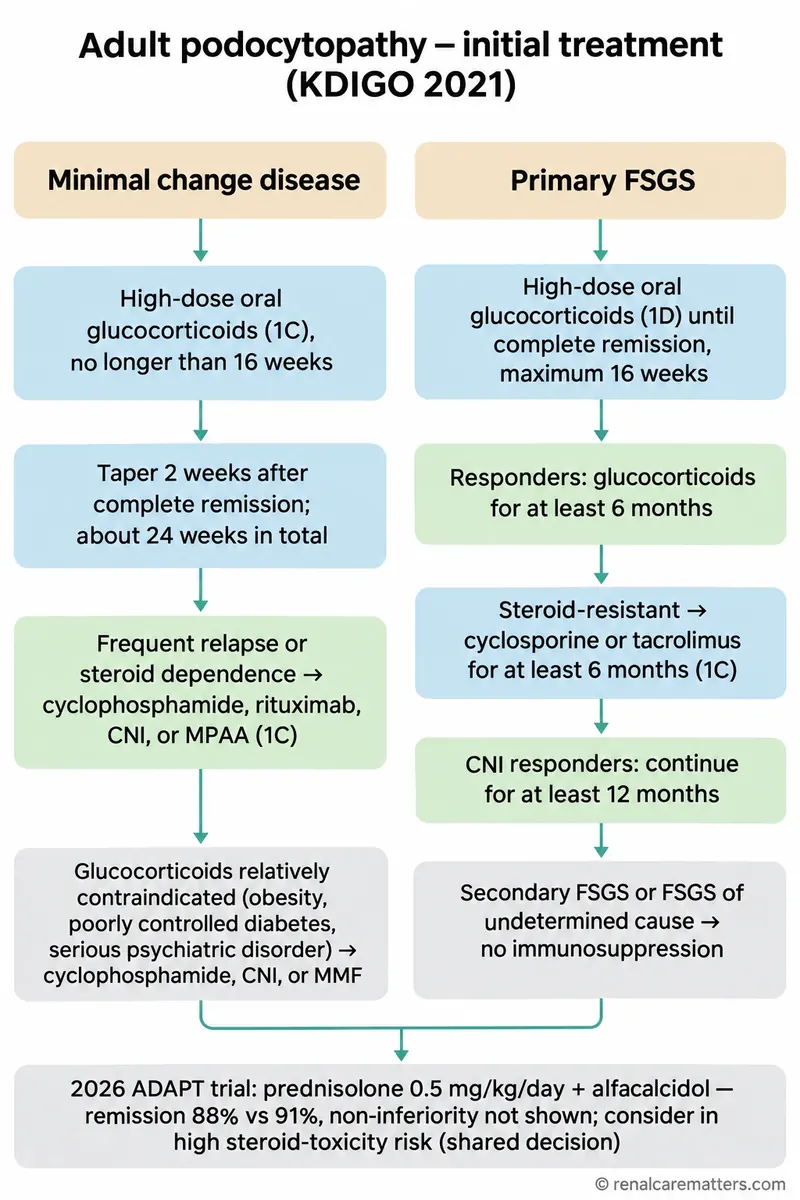 Adult podocytopathy – initial treatment
(KDIGO 2021)
Minimal change disease
High-dose oral
glucocorticoids (1C),
no longer than 16 weeks
Taper 2 weeks after
complete remission;
about 24 weeks in total
Frequent relapse or
steroid dependence →
cyclophosphamide, rituximab,
CNI, or MPAA (1C)
Glucocorticoids relatively
contraindicated (obesity,
poorly controlled diabetes,
serious psychiatric disorder) →
cyclophosphamide, CNI, or MMF
Primary FSGS
High-dose oral
glucocorticoids (1D) until
complete remission,
maximum 16 weeks
Responders: glucocorticoids
for at least 6 months
Steroid-resistant →
cyclosporine or tacrolimus
for at least 6 months (1C)
CNI responders: continue
for at least 12 months
Secondary FSGS or FSGS of
undetermined cause →
no immunosuppression
2026 ADAPT trial: prednisolone 0.5 mg/kg/day + alfacalcidol —
remission 88% vs 91%, non-inferiority not shown; consider in
high steroid-toxicity risk (shared decision)
© renalcarematters.com